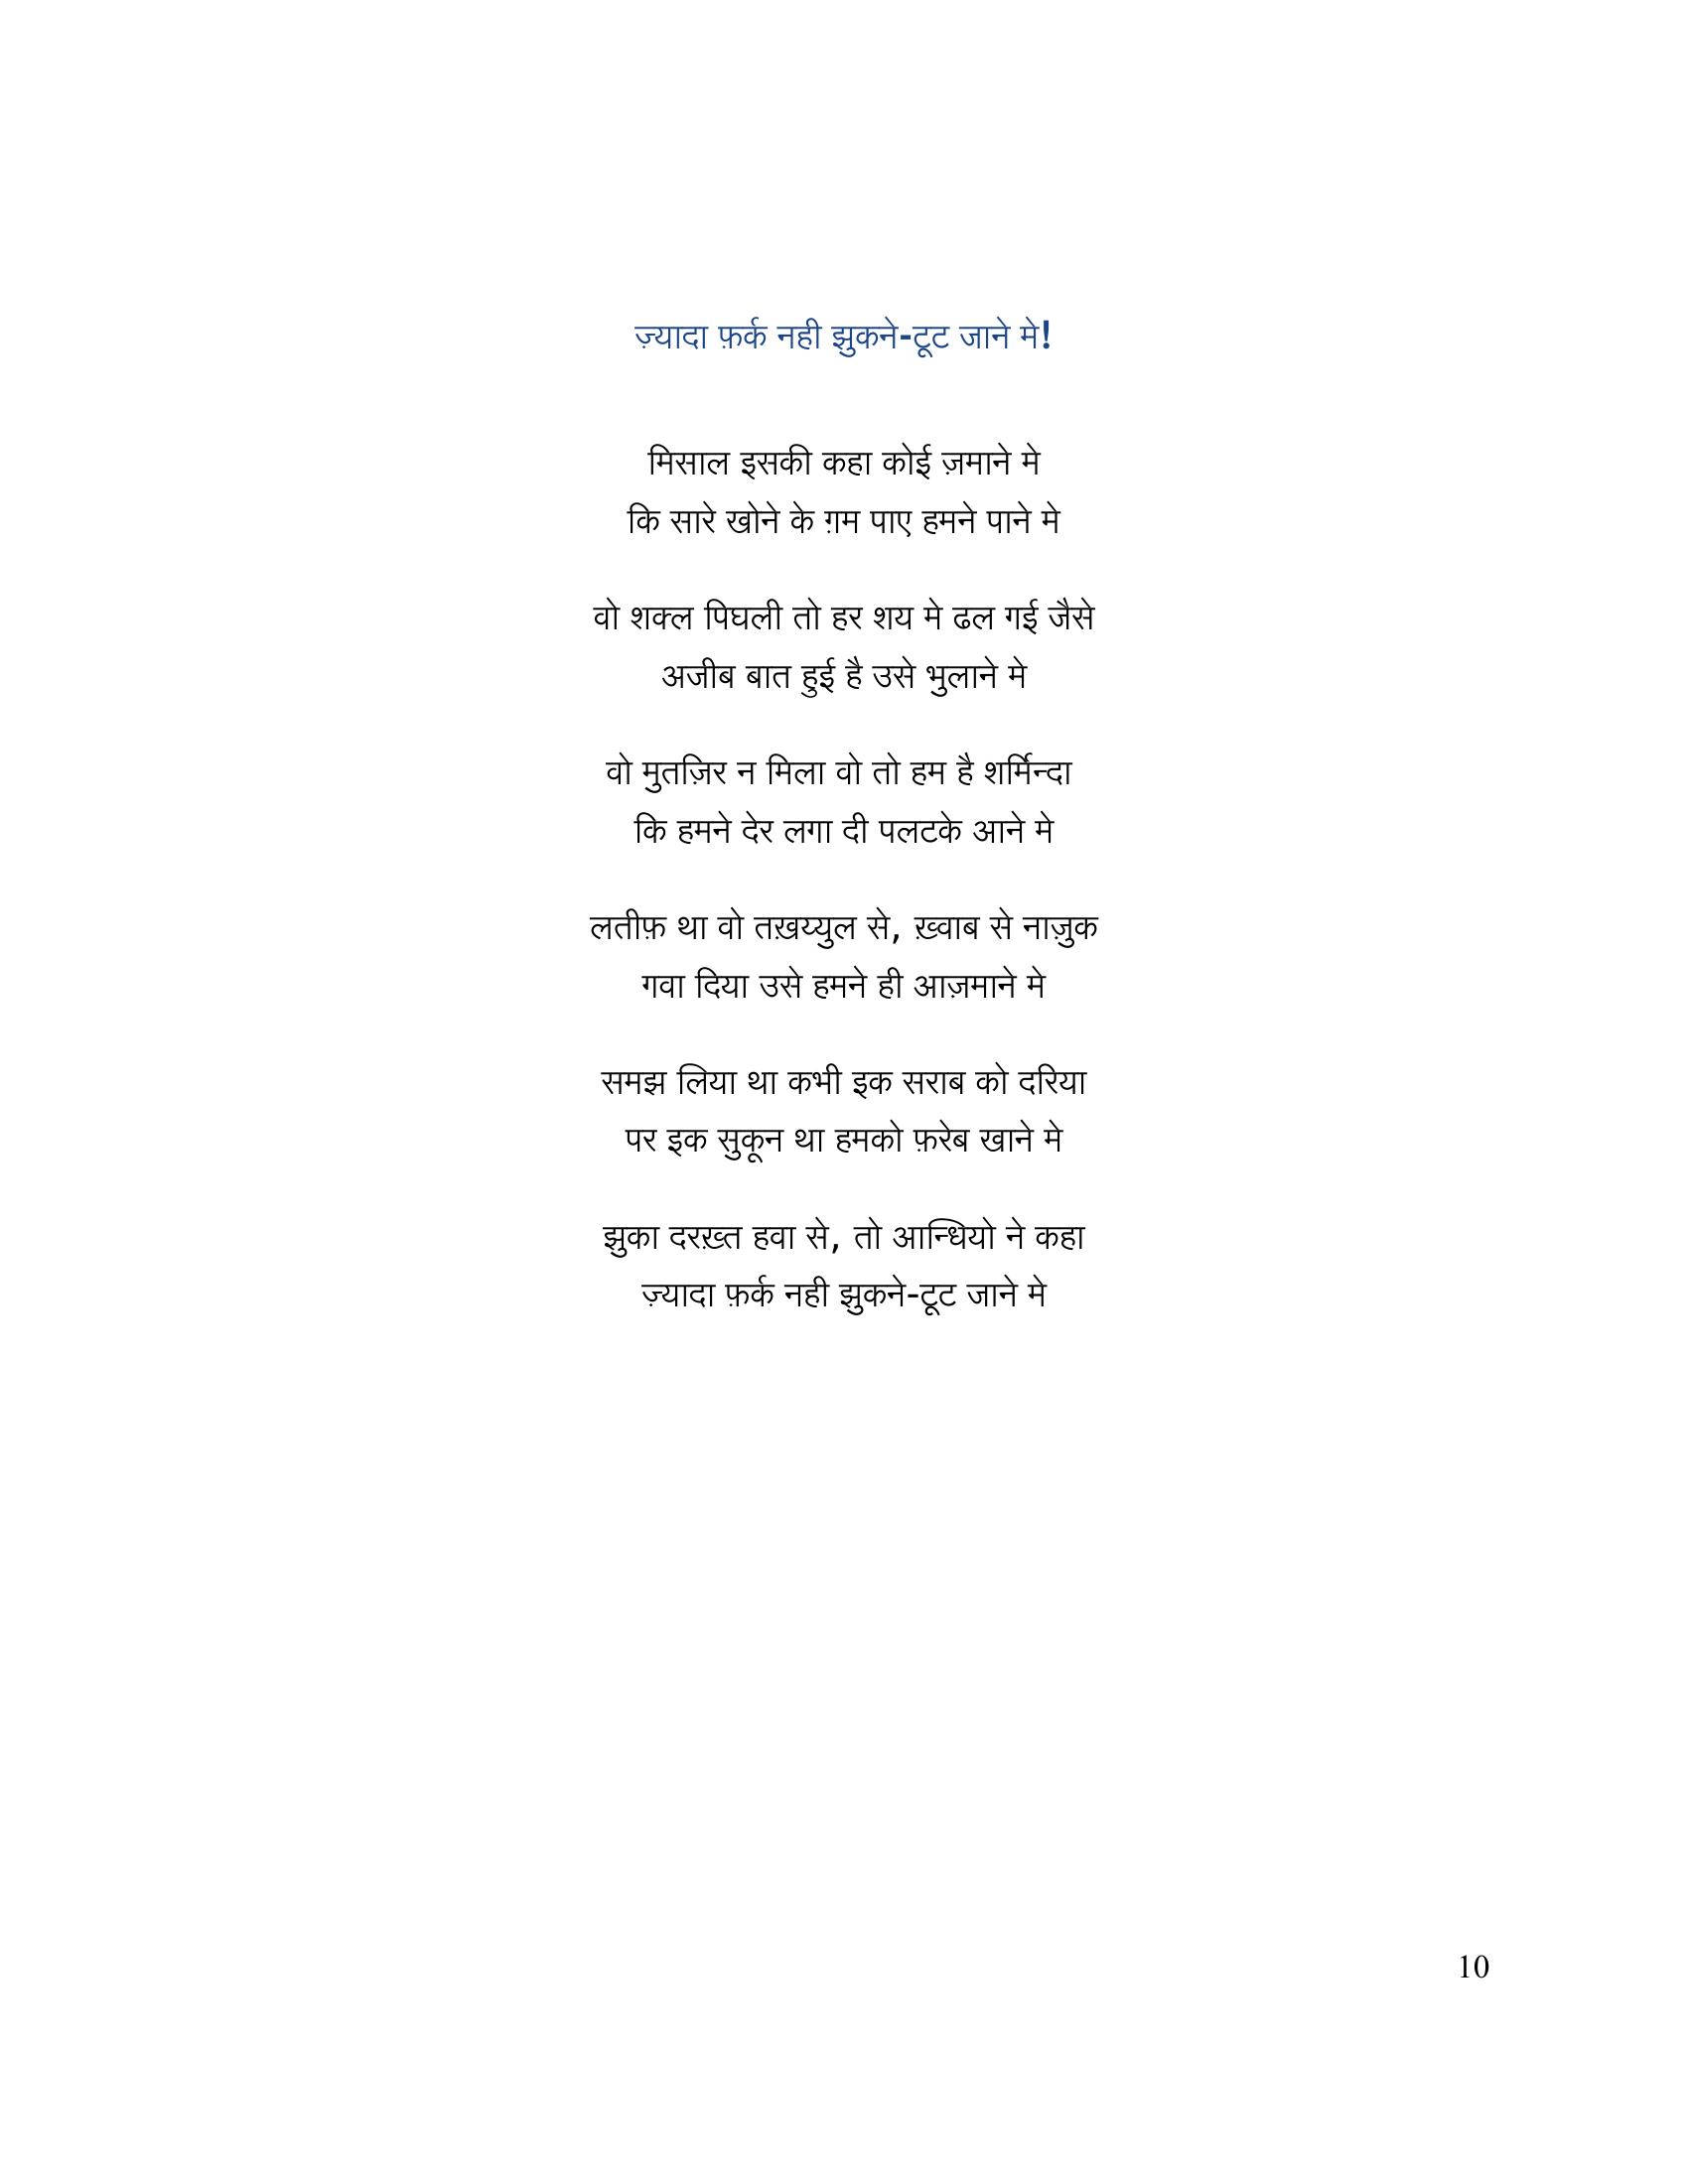 ज़्यादा फ़र्क नही झुकने-टूट जाने मे!
मिसाल इसकी कहा कोई ज़माने मे
कि सारे खोने के ग़म पाए हमने पाने मे
वो शक्ल पिघली तो हर शय मे ढल गई जैसे
अजीब बात हुई है उसे भुलाने मे
वो मुतज़िर न मिला वो तो हम है शर्मिन्दा
कि हमने देर लगा दी पलटके आने मे
लतीफ़ था वो तख़य्युल से, ख़्वाब से नाज़ुक
गवा दिया उसे हमने ही आज़माने मे
समझ लिया था कभी इक सराब को दरिया
पर इक सुकून था हमको फ़रेब खाने मे
झुका दरख़्त हवा से, तो आन्धियो ने कहा
ज़्यादा फ़र्क नही झुकने-टूट जाने मे
10